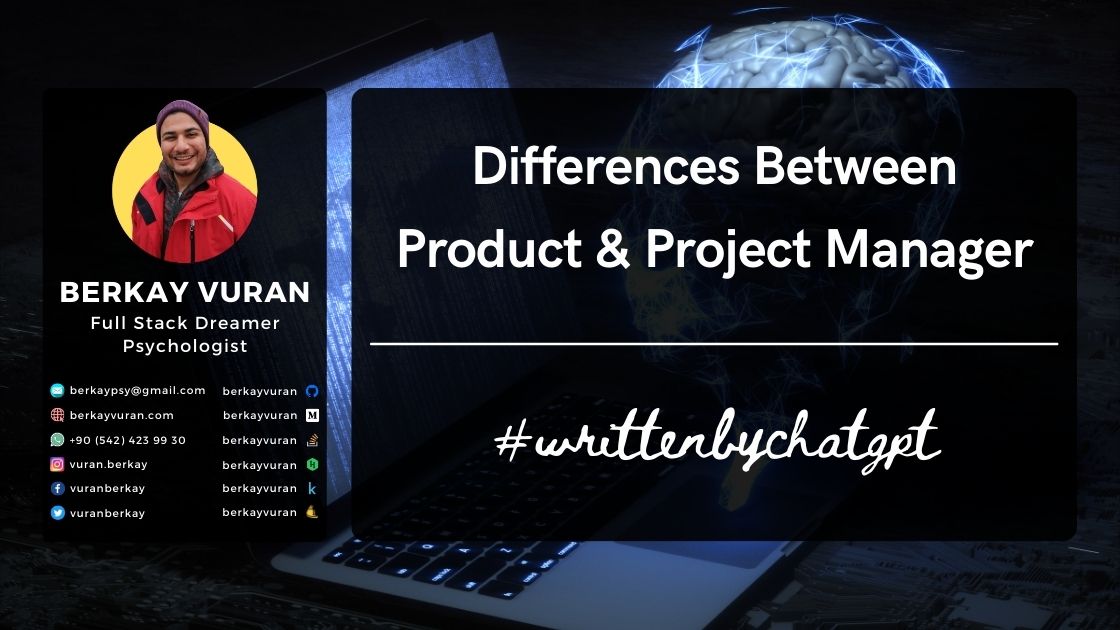 BERKAY VURAN
Full Stack Dreamer
Psychologist
berkaypsy@gmail.com
berkayvuran.com
+90 (542) 423 99 30
vuran.berkay
vuranberkay
vuranberkay
berkayvuran
berkayvuran
berkayvuran
berkayvuran
berkayvuran
berkayvuran
Differences Between
Product & Project Manager
#writtenbychatgpt